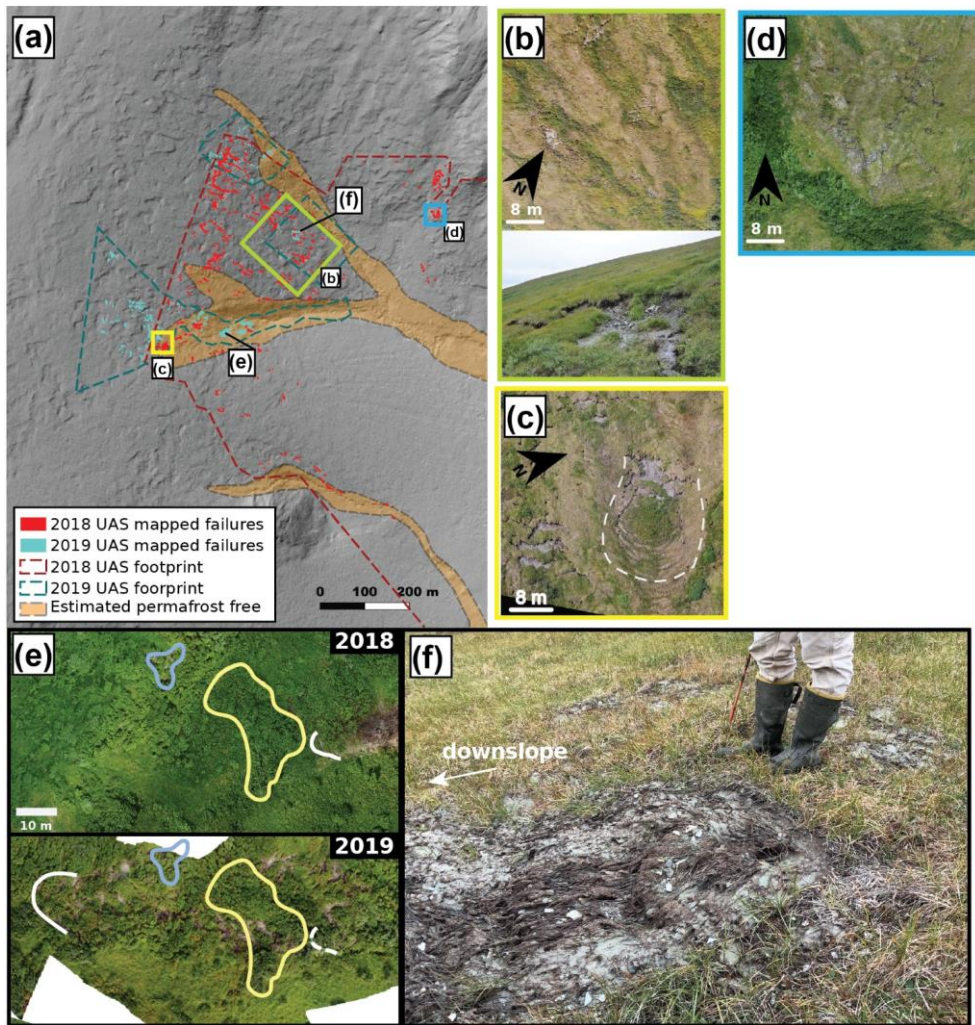 (a)
(f)
(d)
(b)
(e)
(c)
2018 UAS mapped failures
2019 UAS mapped failures
2018 UAS footprint
2019 UAS foorprint
Estimated permafrost free
0 100 200 m
(b)
N
8 m
(d)
N
8 m
(c)
N
8 m
(e)
2018
10 m
2019
(f)
downslope